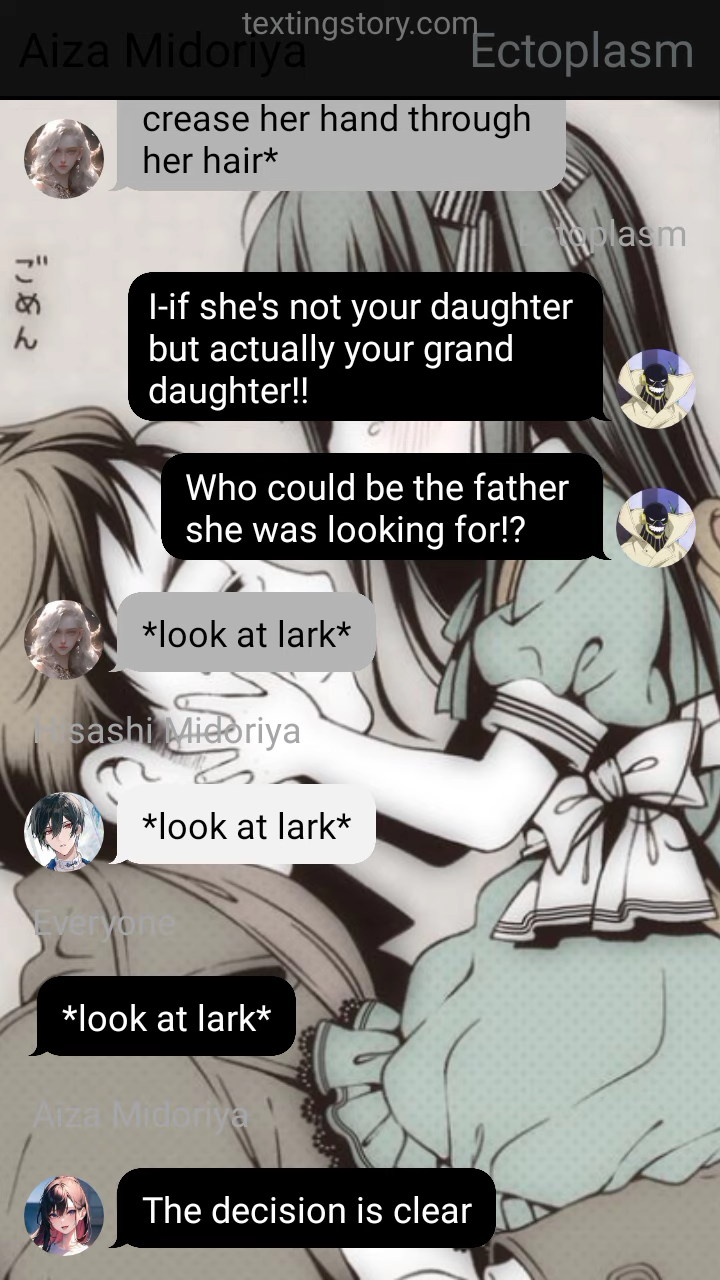 textingstory.com
Aiza Midoriya
Ectoplasm
crease her hand through
her hair*
Ectoplasm
ごめん
I-if she's not your daughter
but actually your grand
daughter!!
Who could be the father
she was looking for!?
*look at lark*
Hisashi Midoriya
*look at lark*
Everyone
*look at lark*
Aiza Midoriya
The decision is clear